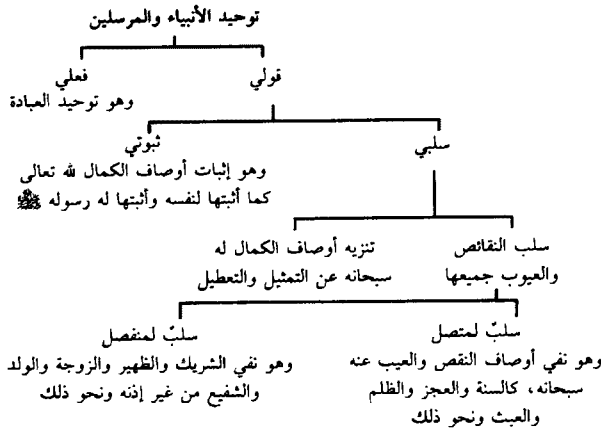 توحيد الأنبياء والمرسلين
قولي
فعلي
وهو توحيد العبادة
سلبي
ثبوتي
وهو إثبات أوصاف الكمال لله تعالى
كما أثبتها لنفسه وأثبتها له رسوله ﷺ
سلب النقائص
والعيوب جميعها
تنزيه أوصاف الكمال له
سبحانه عن التمثيل والتعطيل
سلبٌ لمتصل
وهو نفي أوصاف النقص والعيب عنه
سبحانه، كالسنة والعجز والظلم
والعبث ونحو ذلك
سلبٌ لمنفصل
وهو نفي الشريك والظهير والزوجة والولد
والشفيع من غير إذنه ونحو ذلك